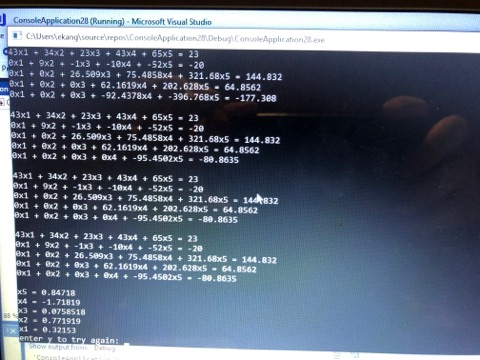 ConsoleApplication28 (Running) - Microsoft Visual Studio
C:\Users\ekang\source\repos\ConsoleApplication28\Debug\ConsoleApplication28.exe
43x1 + 34x2 + 23x3 + 43x4 + 65x5 = 23
0x1 + 9x2 + -1x3 + -10x4 + -52x5 = -20
0x1 + 0x2 + 26.509x3 + 75.4858x4 + 321.68x5 = 144.832
0x1 + 0x2 + 0x3 + 62.1619x4 + 202.628x5 = 64.8562
0x1 + 0x2 + 0x3 + -92.4378x4 + -396.768x5 = -177.308
43x1 + 34x2 + 23x3 + 43x4 + 65x5 = 23
0x1 + 9x2 + -1x3 + -10x4 + -52x5 = -20
0x1 + 0x2 + 26.509x3 + 75.4858x4 + 321.68x5 = 144.832
0x1 + 0x2 + 0x3 + 62.1619x4 + 202.628x5 = 64.8562
0x1 + 0x2 + 0x3 + 0x4 + -95.4502x5 = -80.8635
43x1 + 34x2 + 23x3 + 43x4 + 65x5 = 23
0x1 + 9x2 + -1x3 + -10x4 + -52x5 = -20
0x1 + 0x2 + 26.509x3 + 75.4858x4 + 321.68x5 = 144.832
0x1 + 0x2 + 0x3 + 62.1619x4 + 202.628x5 = 64.8562
0x1 + 0x2 + 0x3 + 0x4 + -95.4502x5 = -80.8635
43x1 + 34x2 + 23x3 + 43x4 + 65x5 = 23
0x1 + 9x2 + -1x3 + -10x4 + -52x5 = -20
0x1 + 0x2 + 26.509x3 + 75.4858x4 + 321.68x5 = 144.832
0x1 + 0x2 + 0x3 + 62.1619x4 + 202.628x5 = 64.8562
0x1 + 0x2 + 0x3 + 0x4 + -95.4502x5 = -80.8635
x5 = 0.84718
x4 = -1.71819
x3 = 0.0758518
x2 = 0.771919
x1 = 0.32153
enter y to try again:
Show output from: Debug
'ConsoleApplication